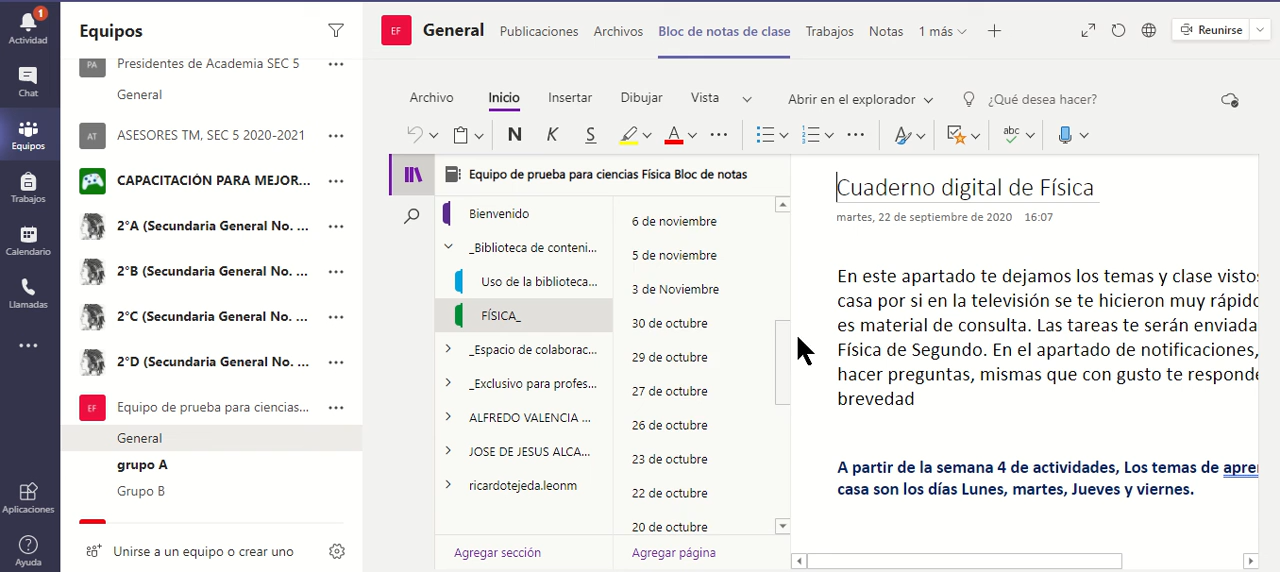 1
Actividad
Chat
Equipos
Trabajos
Calendario
Llamadas
Aplicaciones
Ayuda
Equipos
PA Presidentes de Academia SEC 5
General
AT ASESORES TM, SEC 5 2020-2021
CAPACITACIÓN PARA MEJOR...
2°A (Secundaria General No. ...
2°B (Secundaria General No. ...
2°C (Secundaria General No. ...
2°D (Secundaria General No. ...
EF Equipo de prueba para ciencias...
General
grupo A
Grupo B
Unirse a un equipo o crear uno
EF General Publicaciones Archivos Bloc de notas de clase Trabajos Notas 1 más Reunirse
Archivo Inicio Insertar Dibujar Vista Abrir en el explorador ¿Qué desea hacer?
N K S A abc
Equipo de prueba para ciencias Física Bloc de notas
Bienvenido
_Biblioteca de conteni...
Uso de la biblioteca...
FÍSICA_
_Espacio de colaborac...
_Exclusivo para profes...
ALFREDO VALENCIA ...
JOSE DE JESUS ALCA...
ricardotejeda.leonm
Agregar sección
6 de noviembre
5 de noviembre
3 de Noviembre
30 de octubre
29 de octubre
27 de octubre
26 de octubre
23 de octubre
22 de octubre
20 de octubre
Agregar página
Cuaderno digital de Física
martes, 22 de septiembre de 2020 16:07
En este apartado te dejamos los temas y clase visto
casa por si en la televisión se te hicieron muy rápido
es material de consulta. Las tareas te serán enviada
Física de Segundo. En el apartado de notificaciones,
hacer preguntas, mismas que con gusto te responde
brevedad
A partir de la semana 4 de actividades, Los temas de apre
casa son los días Lunes, martes, Jueves y viernes.